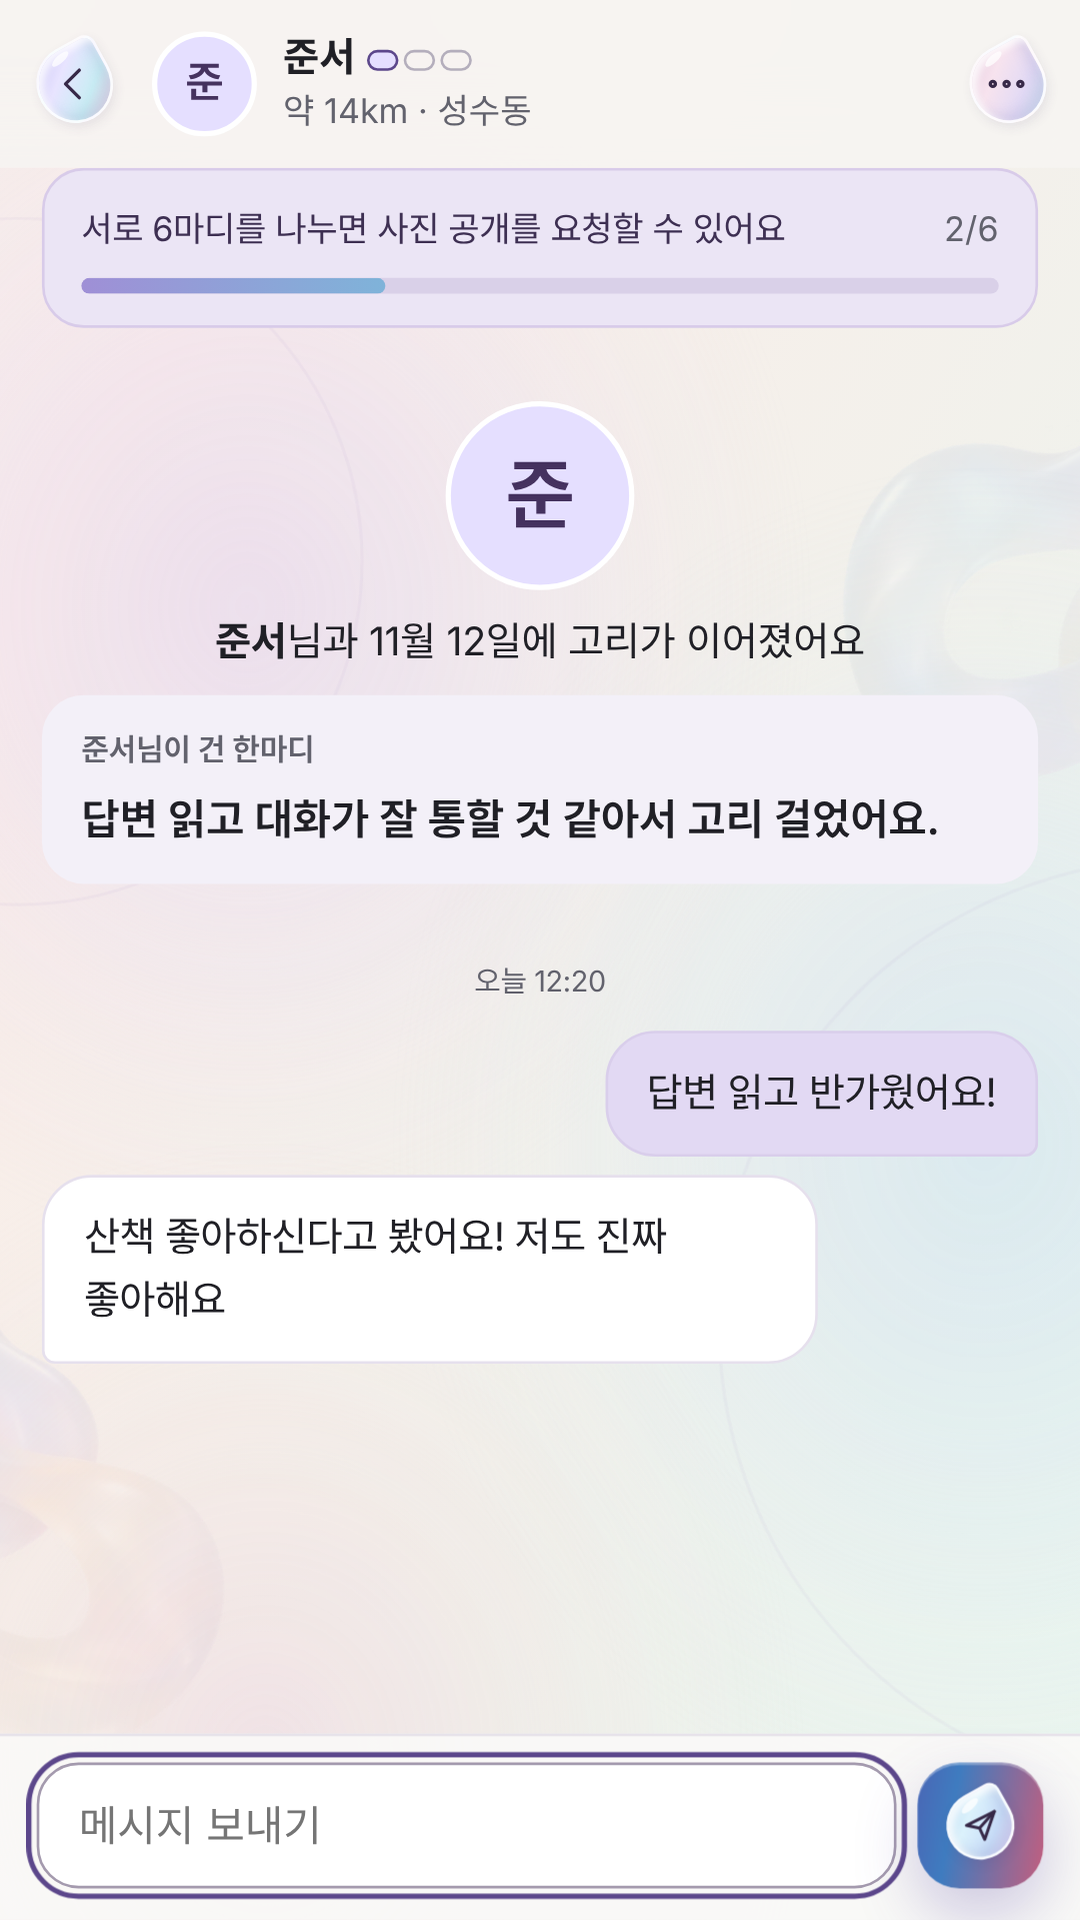 준
준서
약 14km · 성수동
서로 6마디를 나누면 사진 공개를 요청할 수 있어요 2/6
준
준서님과 11월 12일에 고리가 이어졌어요
준서님이 건 한마디
답변 읽고 대화가 잘 통할 것 같아서 고리 걸었어요.
오늘 12:20
답변 읽고 반가웠어요!
산책 좋아하신다고 봤어요! 저도 진짜
좋아해요
메시지 보내기